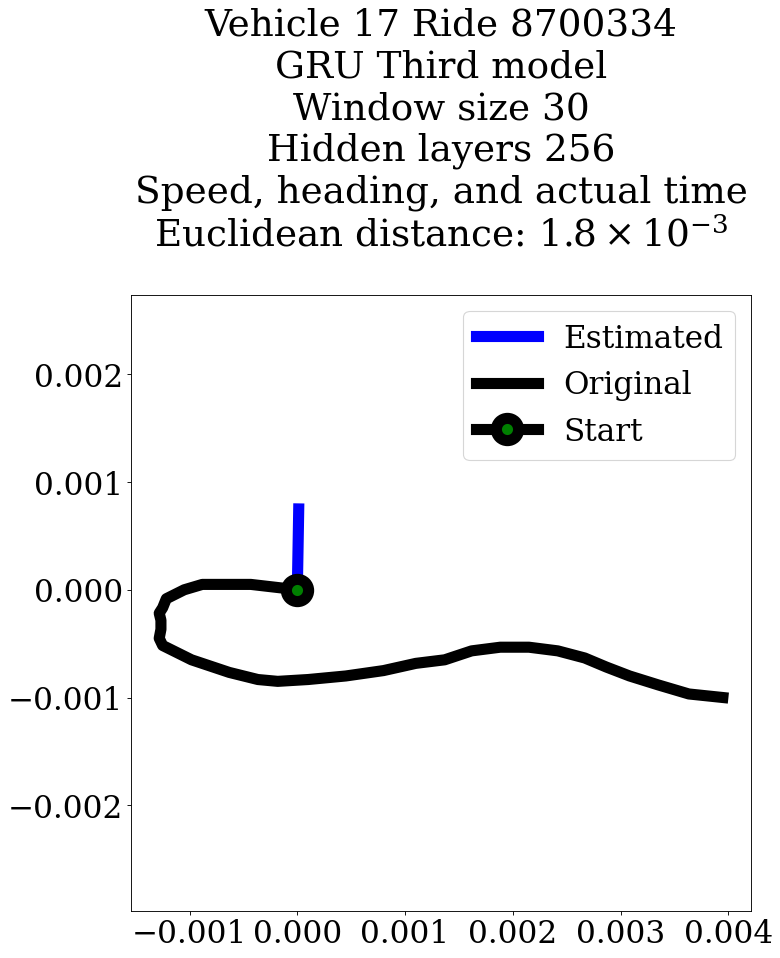 Vehicle 17 Ride 8700334
GRU Third model
Window size 30
Hidden layers 256
Speed, heading, and actual time
Euclidean distance: 1.8 × 10⁻³
Estimated
Original
Start
0.002
0.001
0.000
−0.001
−0.002
−0.001 0.000 0.001 0.002 0.003 0.004